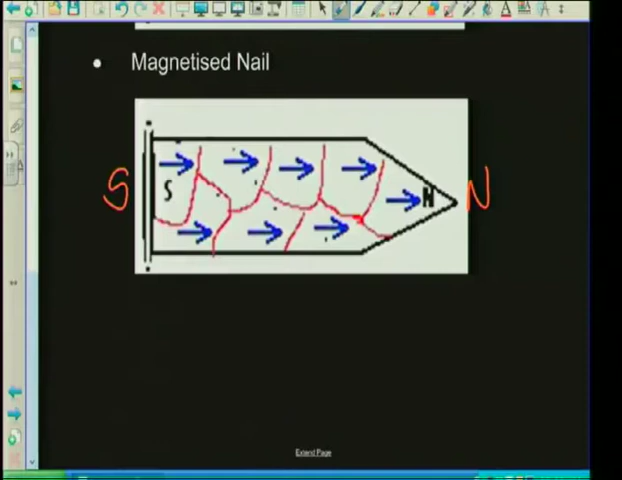 • Magnetised Nail
S S N N
Extend Page